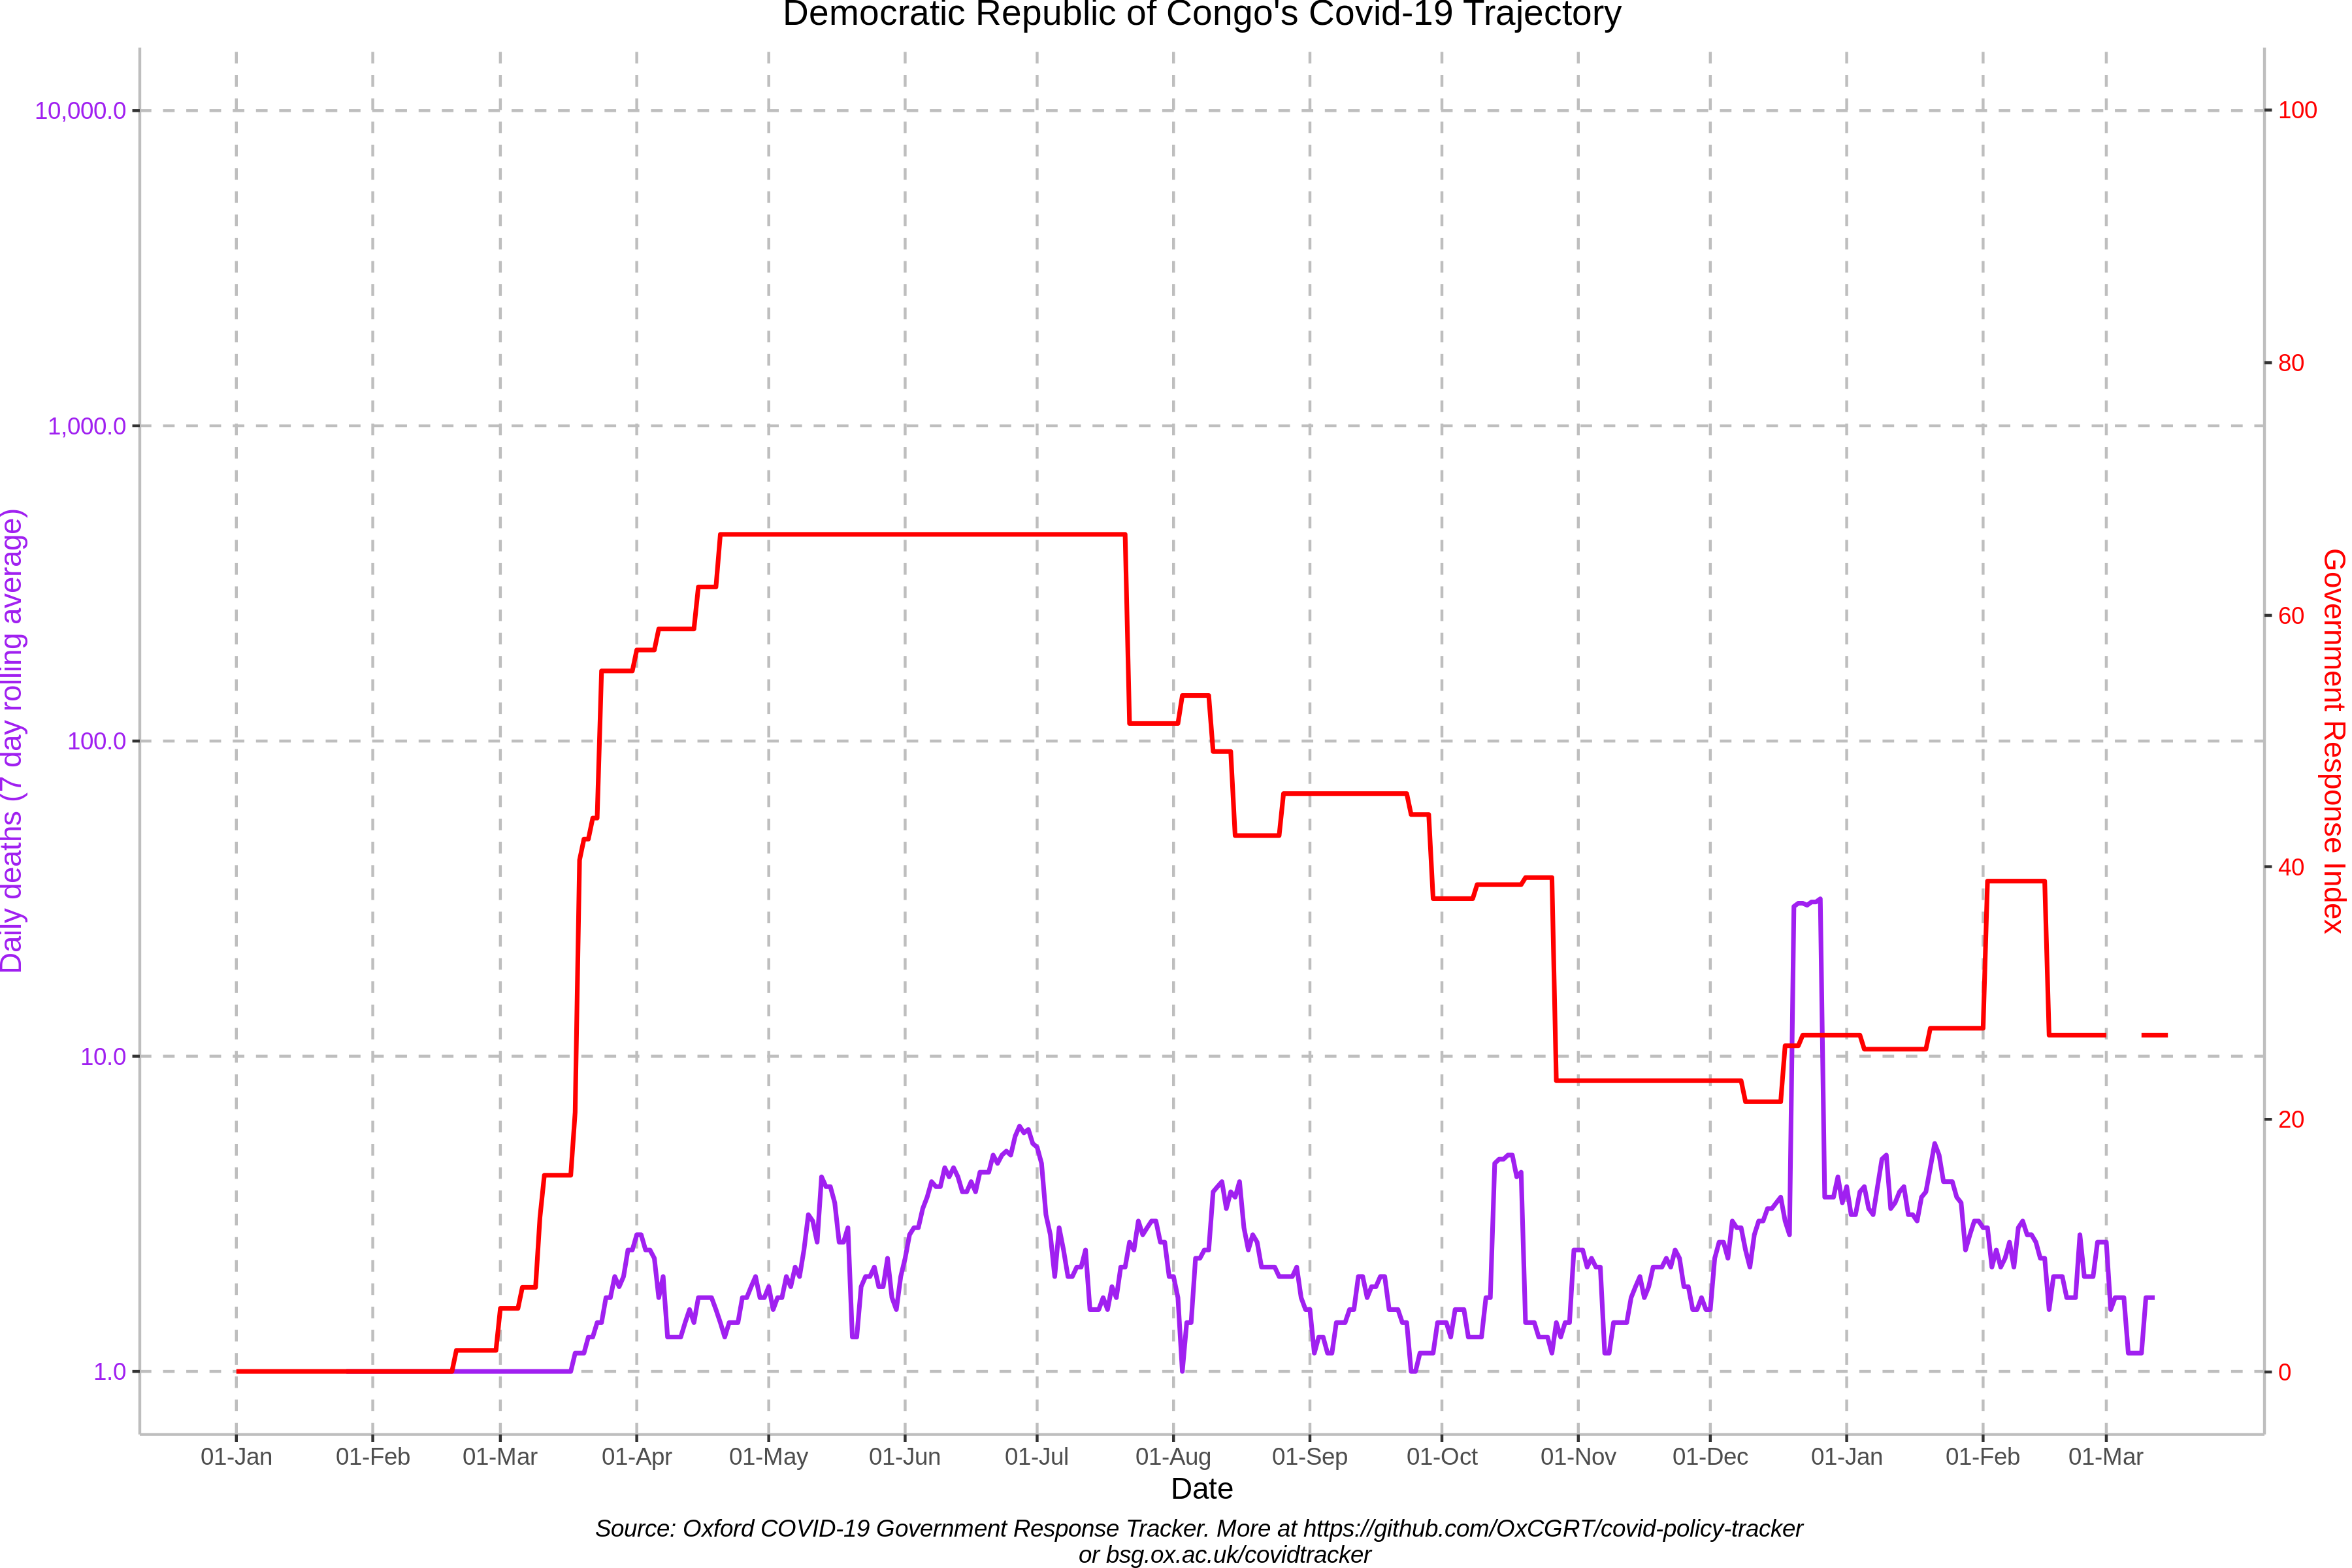 Democratic Republic of Congo's Covid-19 Trajectory
10,000.0
1,000.0
100.0
10.0
1.0
Daily deaths (7 day rolling average)
100
80
60
40
20
0
Government Response Index
01-Jan
01-Feb
01-Mar
01-Apr
01-May
01-Jun
01-Jul
01-Aug
01-Sep
01-Oct
01-Nov
01-Dec
01-Jan
01-Feb
01-Mar
Date
Source: Oxford COVID-19 Government Response Tracker. More at https://github.com/OxCGRT/covid-policy-tracker
or bsg.ox.ac.uk/covidtracker